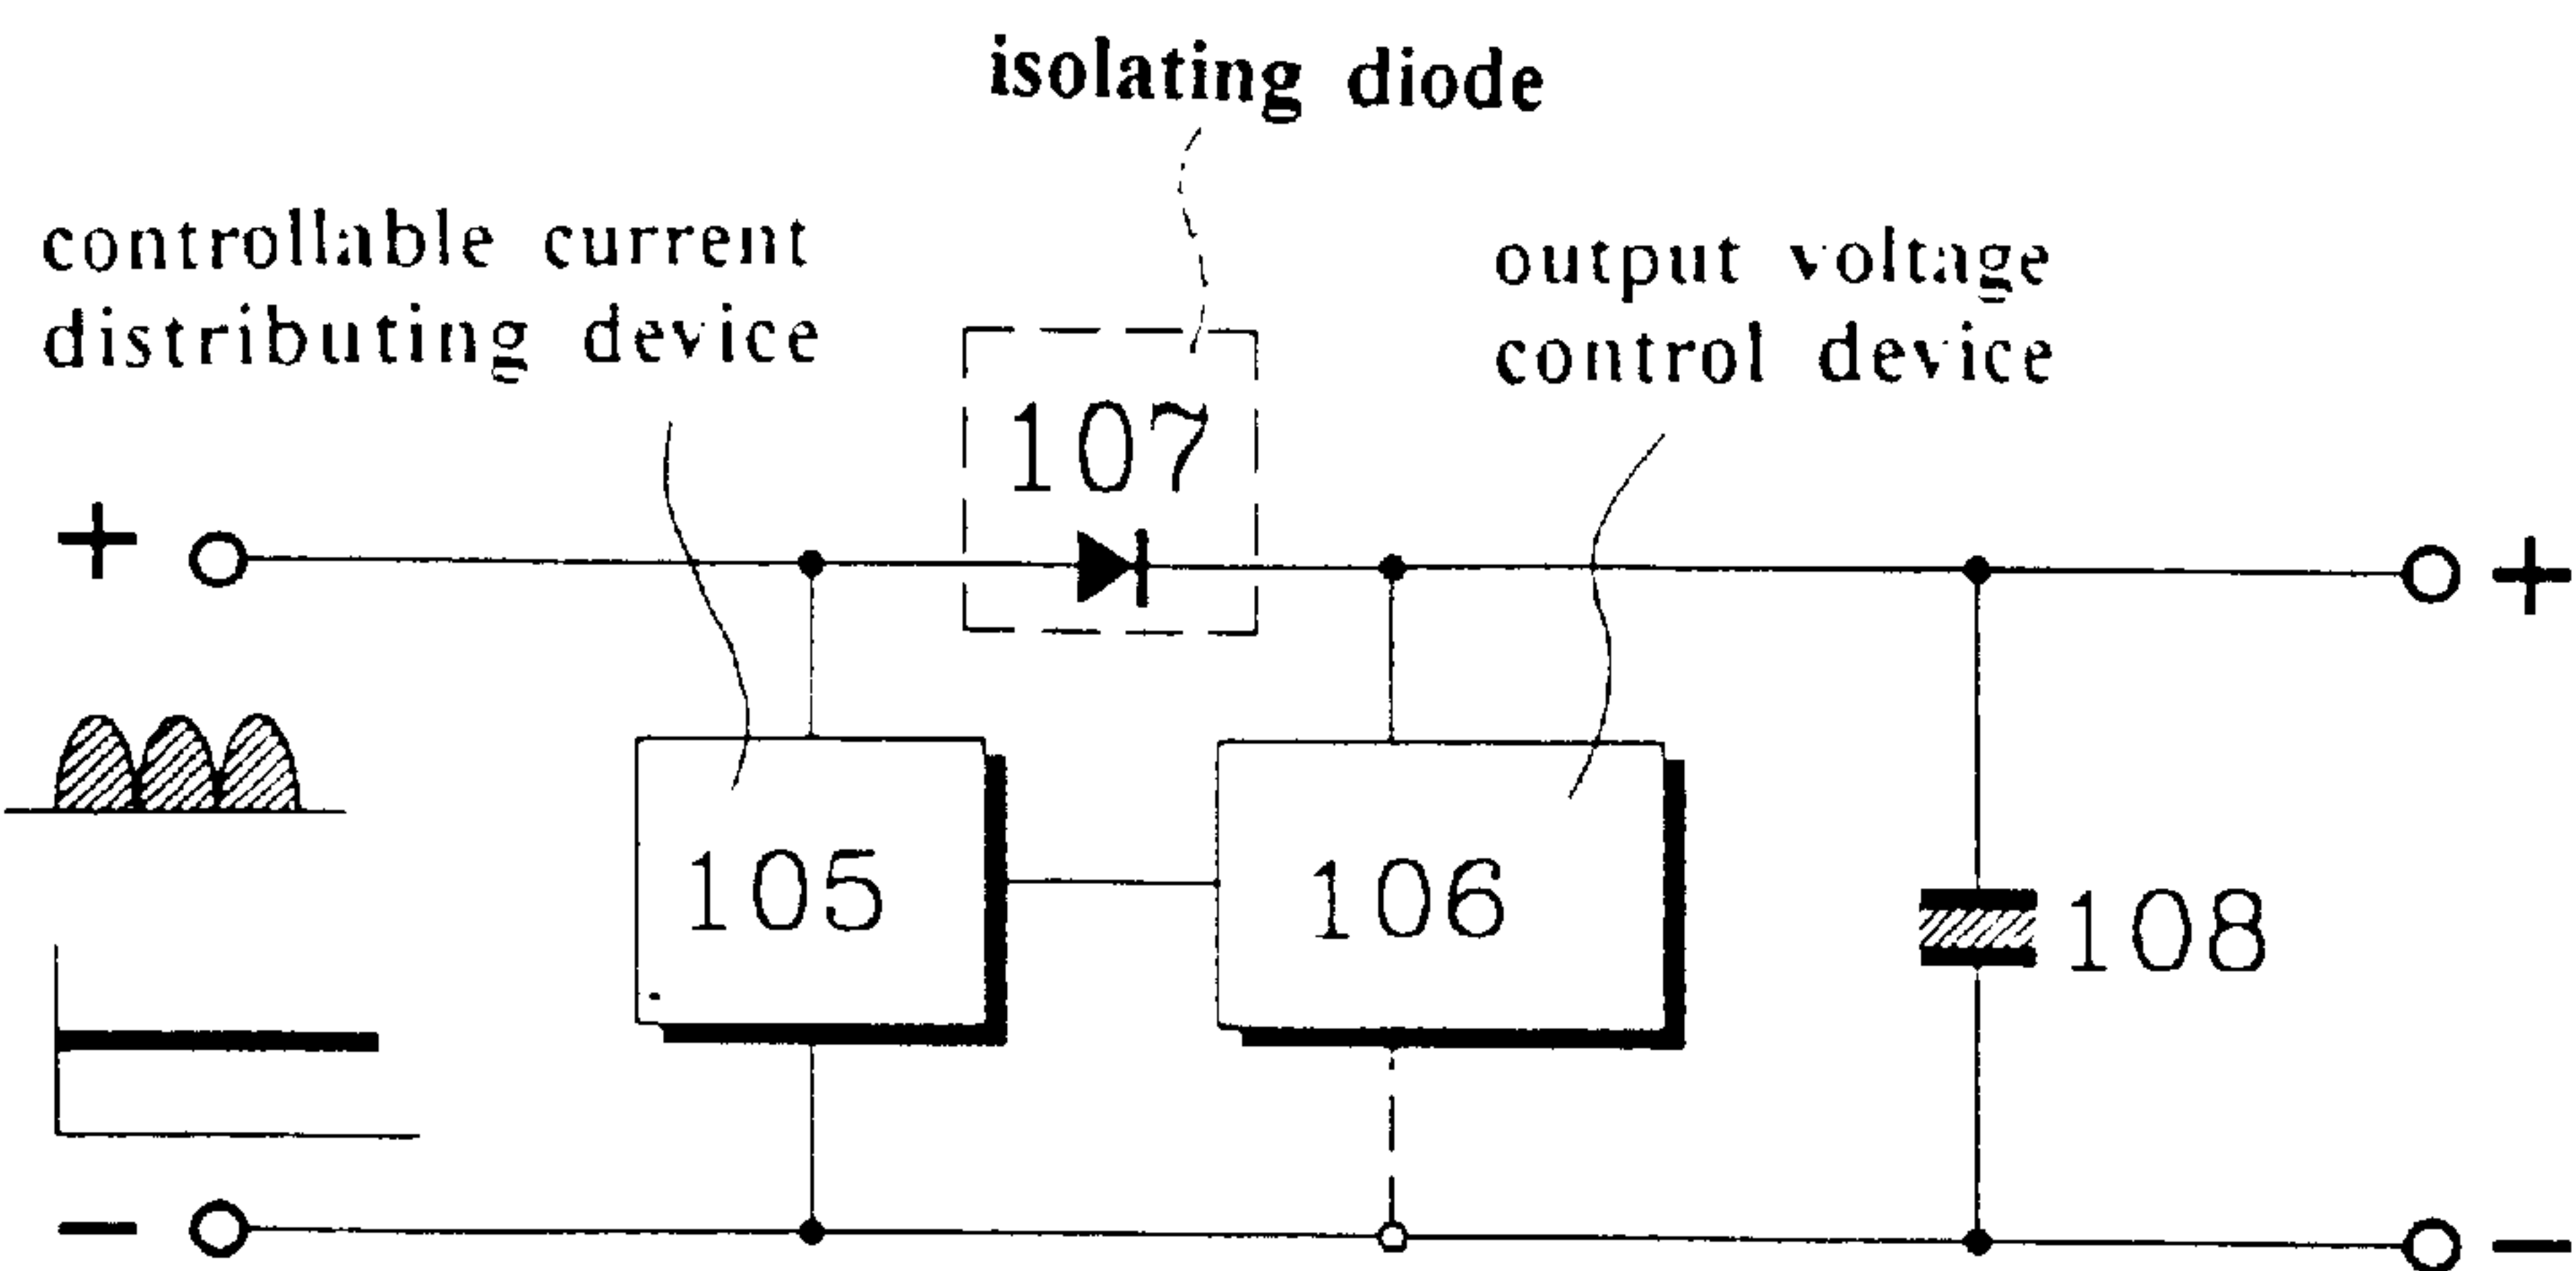 isolating diode
controllable current
distributing device
output voltage
control device
107
+ +
105
106
108
− −